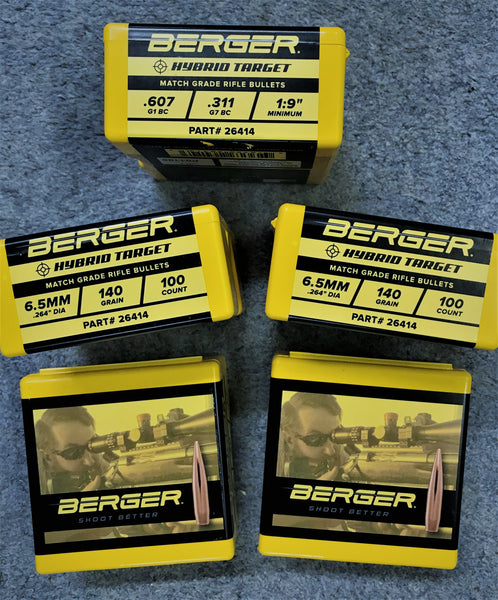 BERGER.
HYBRID TARGET
MATCH GRADE RIFLE BULLETS
.607 .311 1:9"
G1 BC G7 BC MINIMUM
PART# 26414
BERGER.
HYBRID TARGET
MATCH GRADE RIFLE BULLETS
6.5MM 140 100
.264" DIA GRAIN COUNT
PART# 26414
BERGER.
HYBRID TARGET
MATCH GRADE RIFLE BULLETS
6.5MM 140 100
.264" DIA GRAIN COUNT
PART# 26414
BERGER.
SHOOT BETTER
BERGER.
SHOOT BETTER